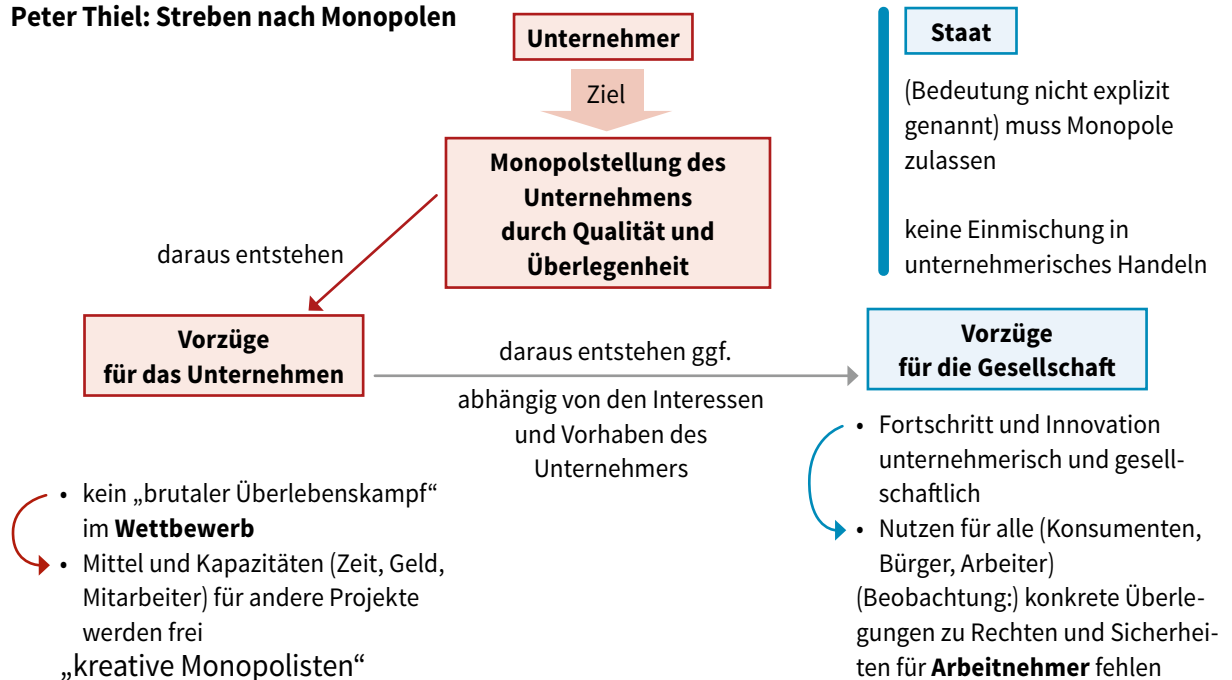 Peter Thiel: Streben nach Monopolen
Unternehmer
Ziel
Monopolstellung des
Unternehmens
durch Qualität und
Überlegenheit
Staat
(Bedeutung nicht explizit
genannt) muss Monopole
zulassen
keine Einmischung in
unternehmerisches Handeln
daraus entstehen
Vorzüge
für das Unternehmen
daraus entstehen ggf.
abhängig von den Interessen
und Vorhaben des
Unternehmers
Vorzüge
für die Gesellschaft
• kein „brutaler Überlebenskampf“
im Wettbewerb
• Mittel und Kapazitäten (Zeit, Geld,
Mitarbeiter) für andere Projekte
werden frei
„kreative Monopolisten“
• Fortschritt und Innovation
unternehmerisch und gesell-
schaftlich
• Nutzen für alle (Konsumenten,
Bürger, Arbeiter)
(Beobachtung:) konkrete Überle-
gungen zu Rechten und Sicherhei-
ten für Arbeitnehmer fehlen